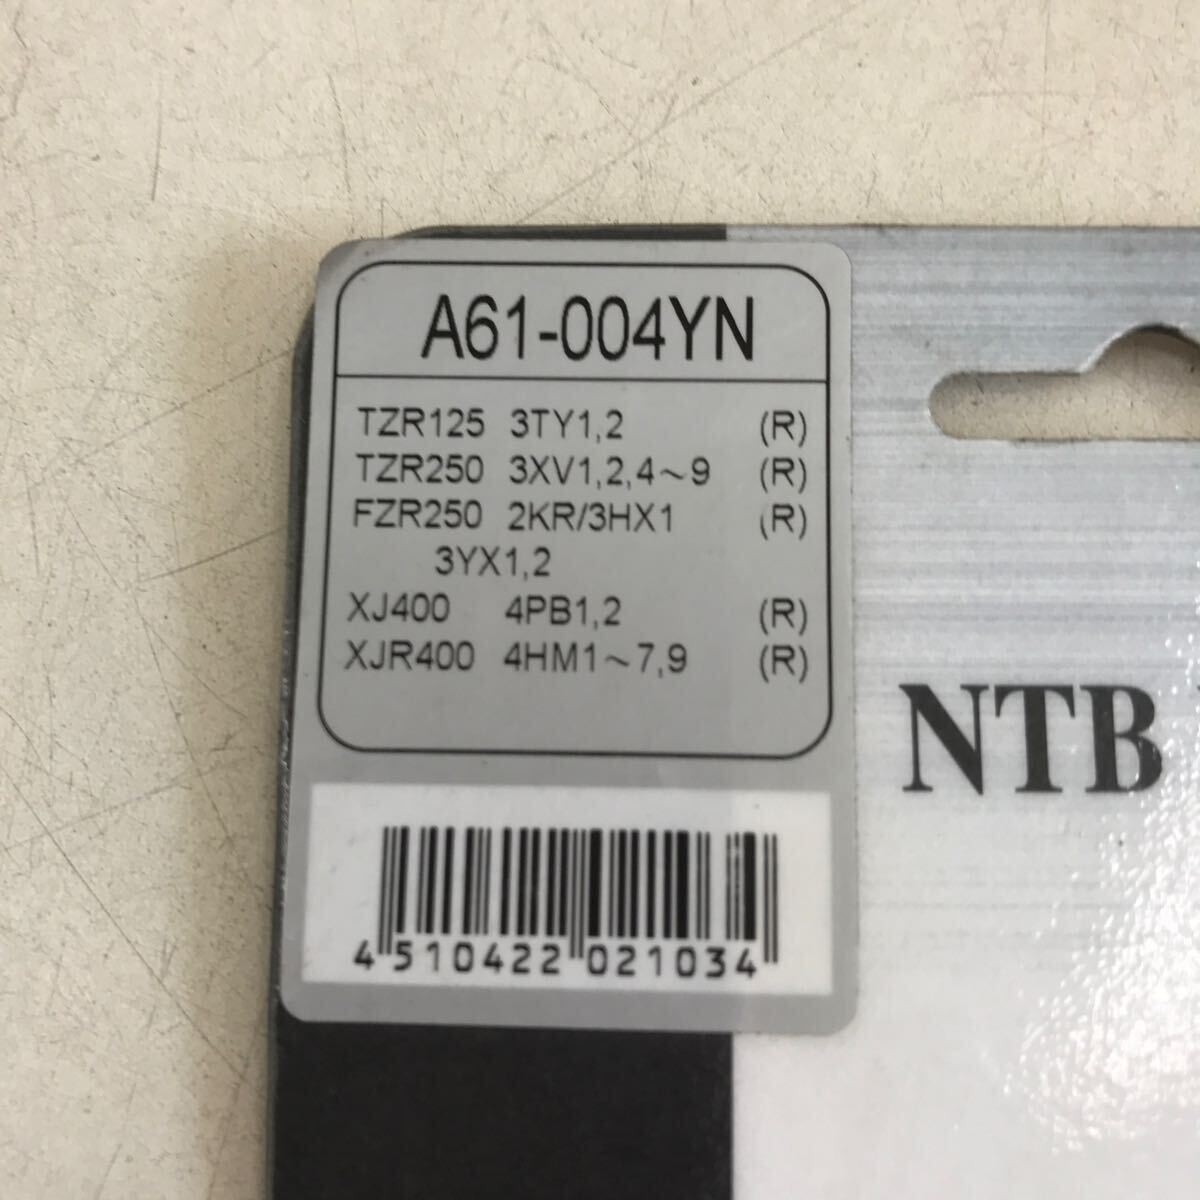 A61-004YN
TZR125 3TY1,2 (R)
TZR250 3XV1,2,4～9 (R)
FZR250 2KR/3HX1 (R)
3YX1,2
XJ400 4PB1,2 (R)
XJR400 4HM1～7,9 (R)
NTB
4 510422 021034